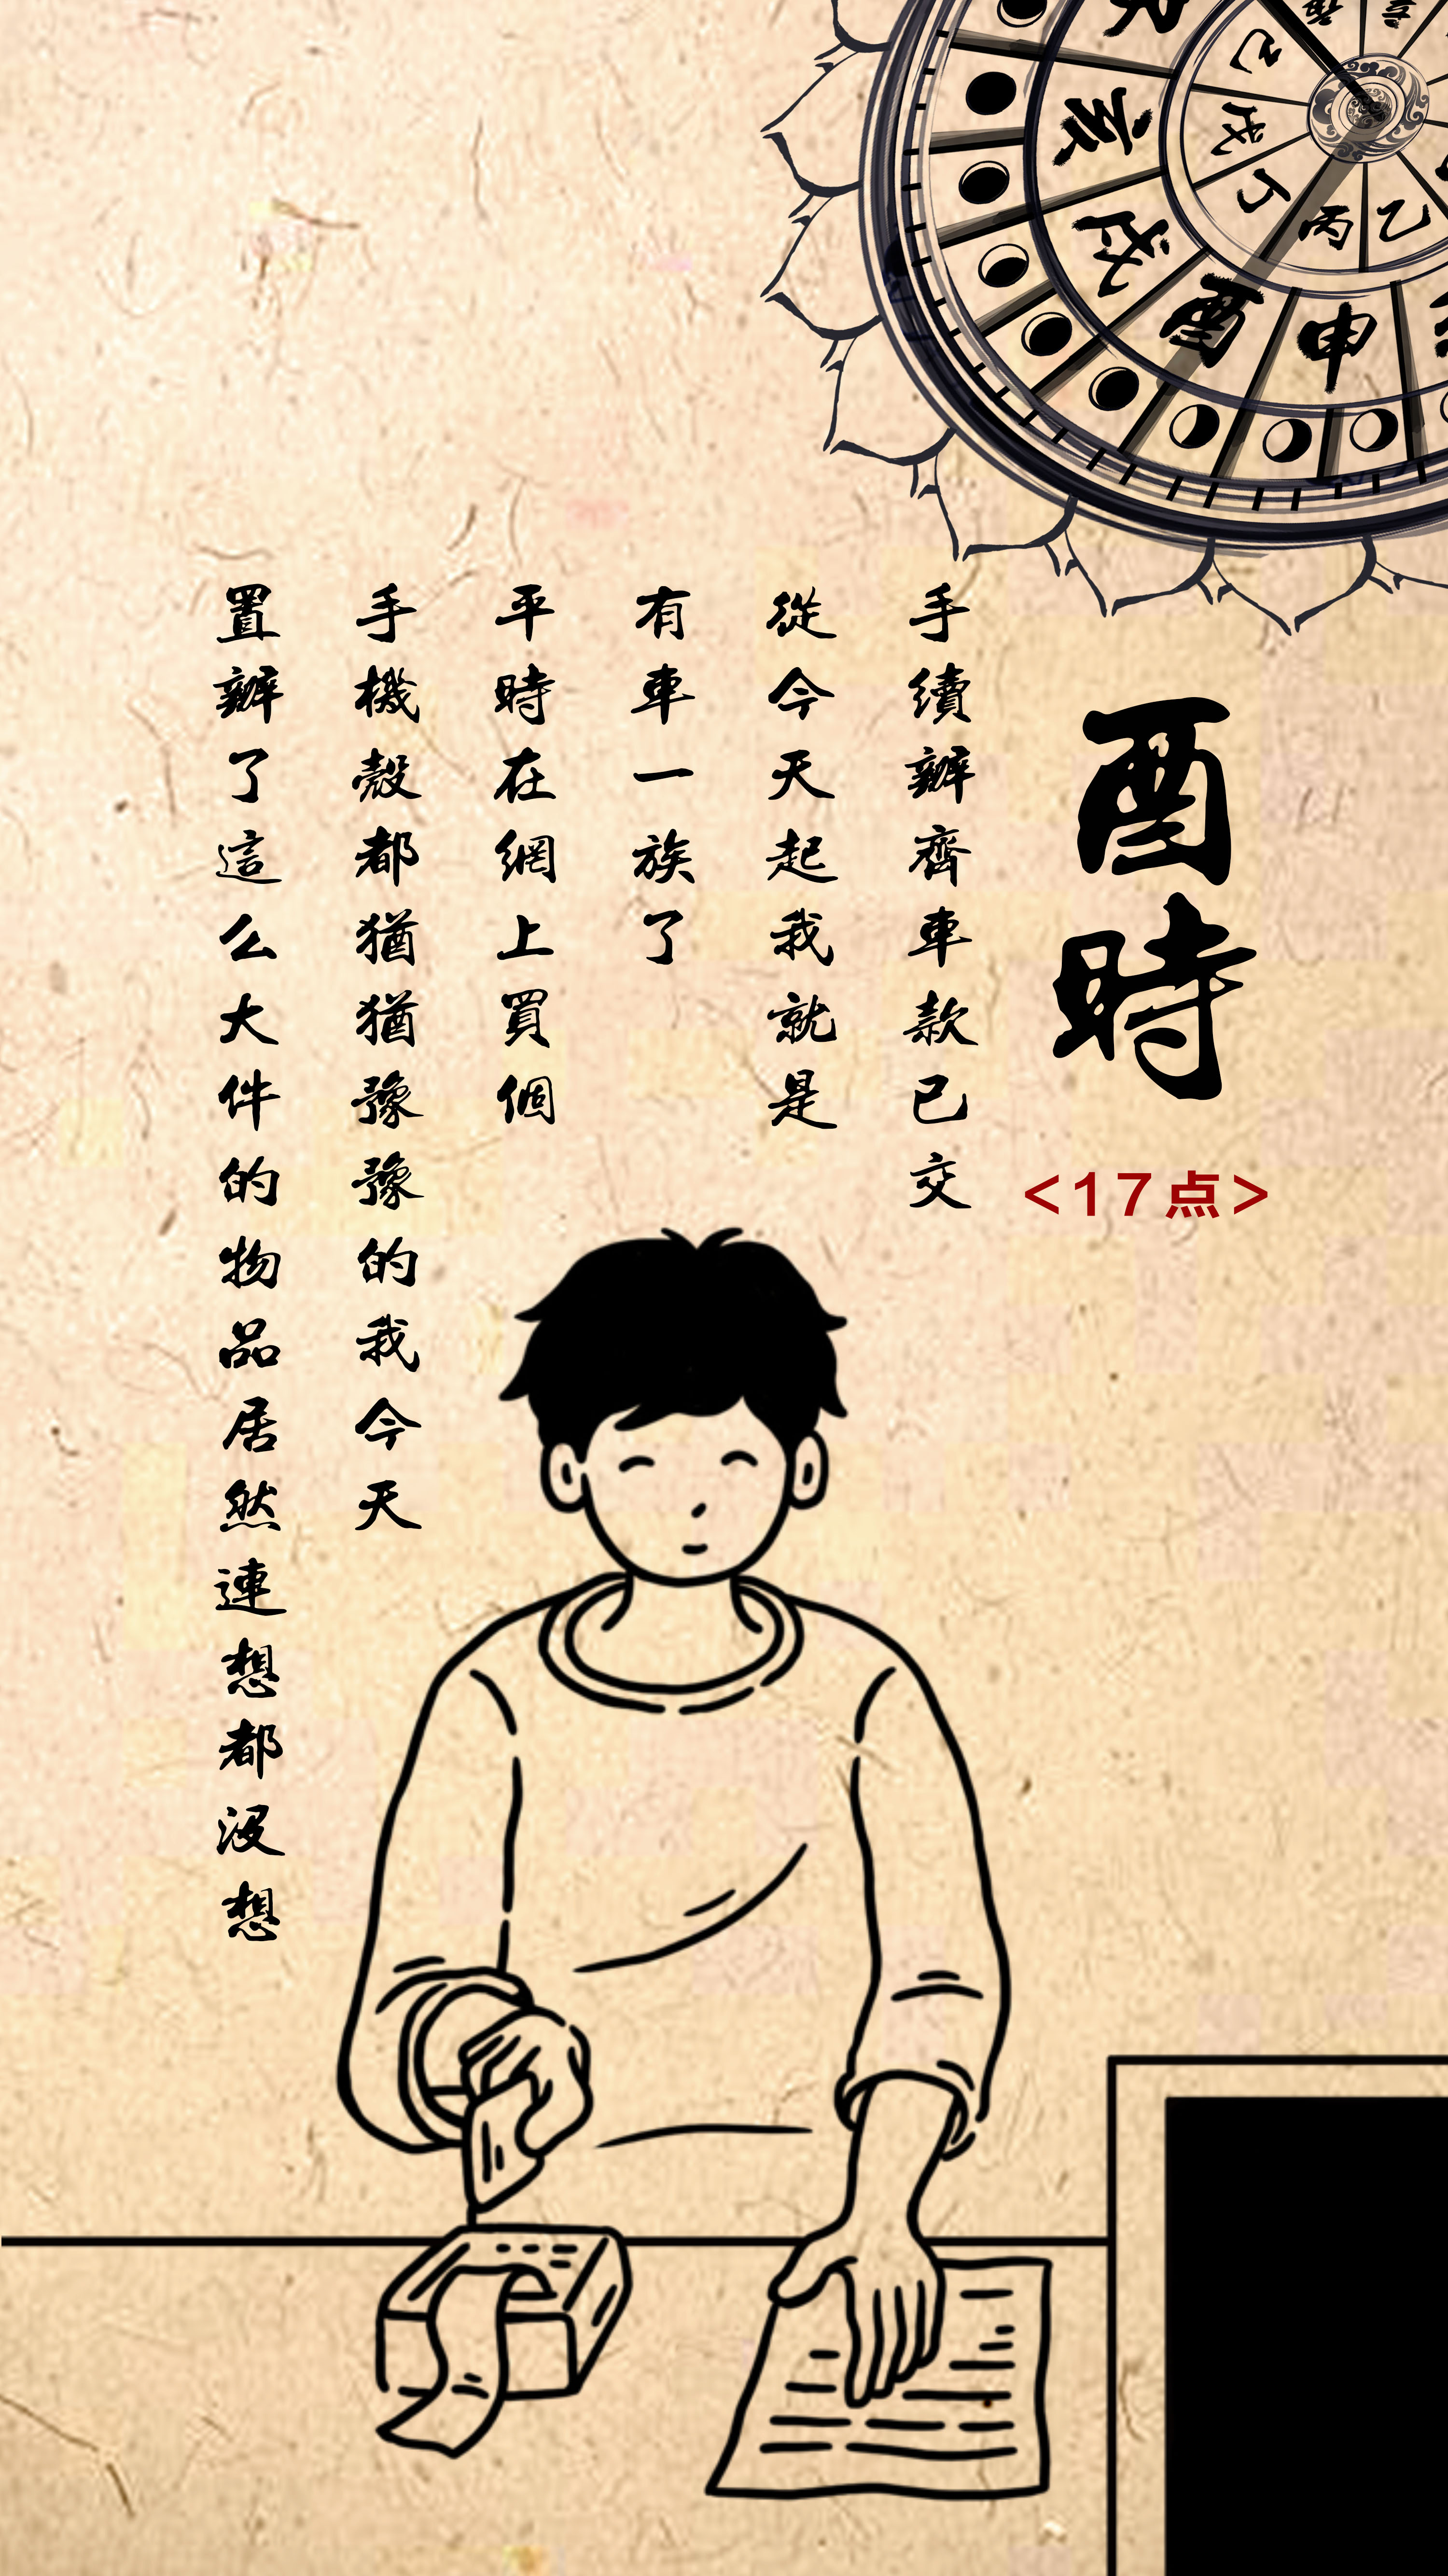 己
戊
丁
丙
乙
亥
戌
酉
申
酉時
<17点>
手續辦齊車款已交
從今天起我就是
有車一族了
平時在網上買個
手機殼都猶猶豫豫的我今天
置辦了這么大件的物品居然連想都沒想